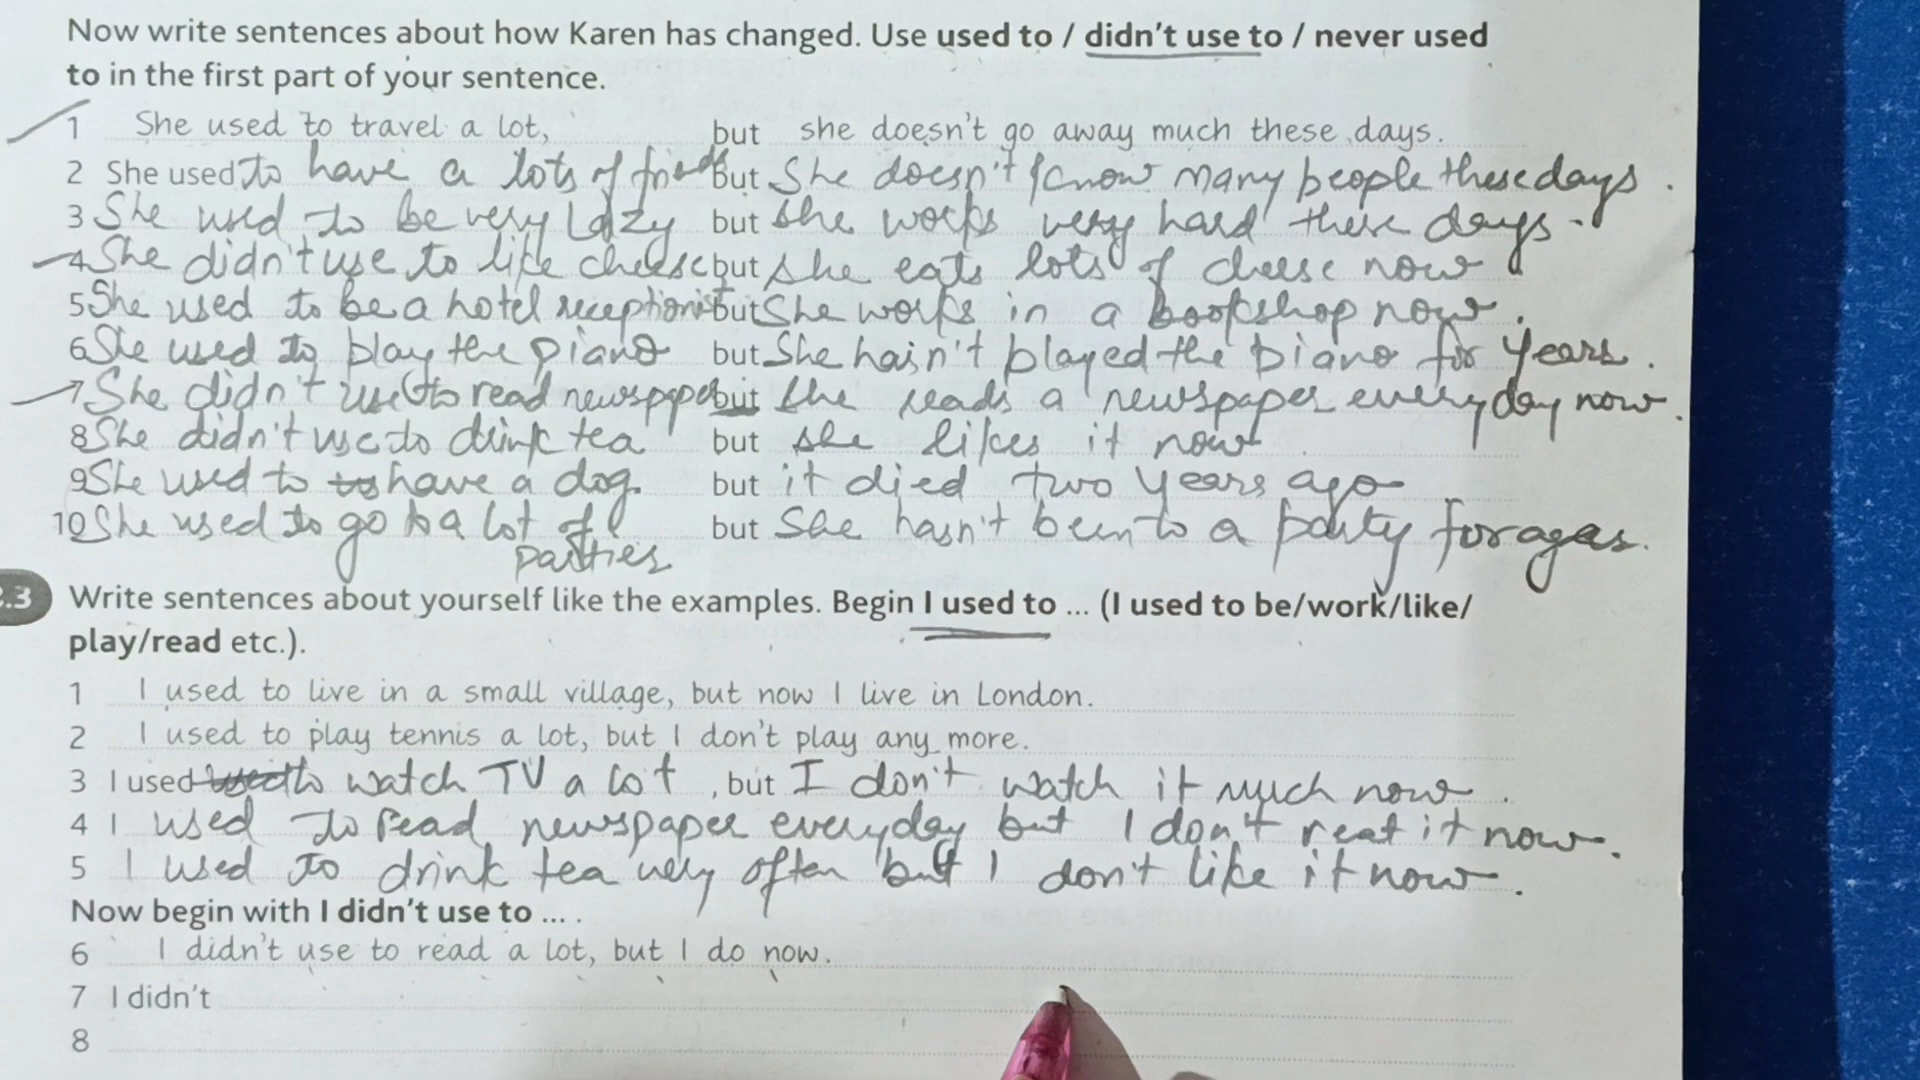 Now write sentences about how Karen has changed. Use used to / didn't use to / never used
to in the first part of your sentence.
1 She used to travel a lot, but she doesn't go away much these days.
2 She used to have a lots of friends but She doesn't know many people these days.
3 She used to be very Lazy but she works very hard these days.
4 She didn't use to like cheese but she eats lots of cheese now
5 She used to be a hotel receptionist but She works in a bookshop now.
6 She used to play the piano but She hasn't played the piano for years.
7 She didn't use to read newspaper but she reads a newspaper everyday now.
8 She didn't use to drink tea but she likes it now.
9 She used to have a dog. but it died two years ago
10 She used to go to a lot of but She hasn't been to a party for ages.
parties
2.3 Write sentences about yourself like the examples. Begin I used to ... (I used to be/work/like/
play/read etc.).
1 I used to live in a small village, but now I live in London.
2 I used to play tennis a lot, but I don't play any more.
3 I used to watch TV a lot , but I don't watch it much now.
4 I used to read newspaper everyday but I don't reat it now.
5 I used to drink tea very often but I don't like it now.
Now begin with I didn't use to ... .
6 I didn't use to read a lot, but I do now.
7 I didn't
8